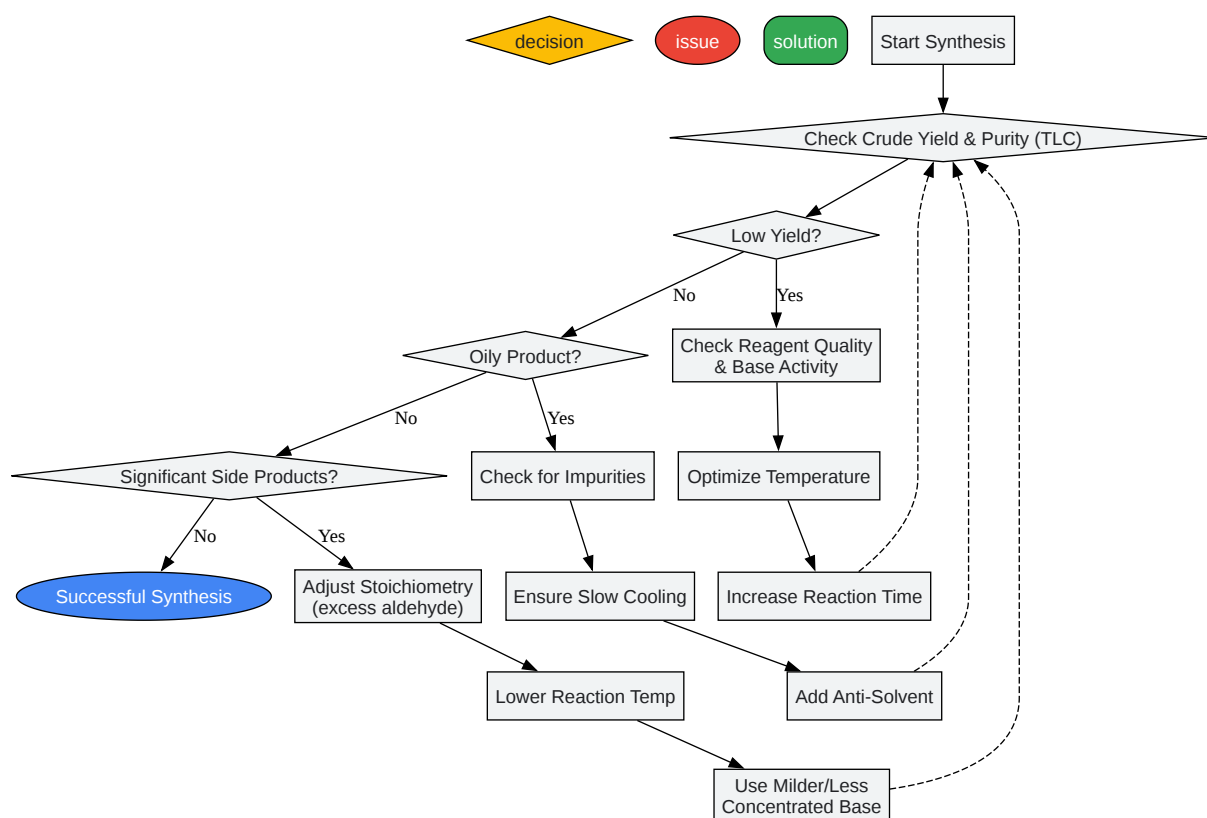 decision
issue
solution
Start Synthesis
Check Crude Yield & Purity (TLC)
Low Yield?
No
Yes
Oily Product?
Check Reagent Quality
& Base Activity
No
Yes
Significant Side Products?
Check for Impurities
Optimize Temperature
No
Yes
Successful Synthesis
Adjust Stoichiometry
(excess aldehyde)
Ensure Slow Cooling
Increase Reaction Time
Lower Reaction Temp
Add Anti-Solvent
Use Milder/Less
Concentrated Base